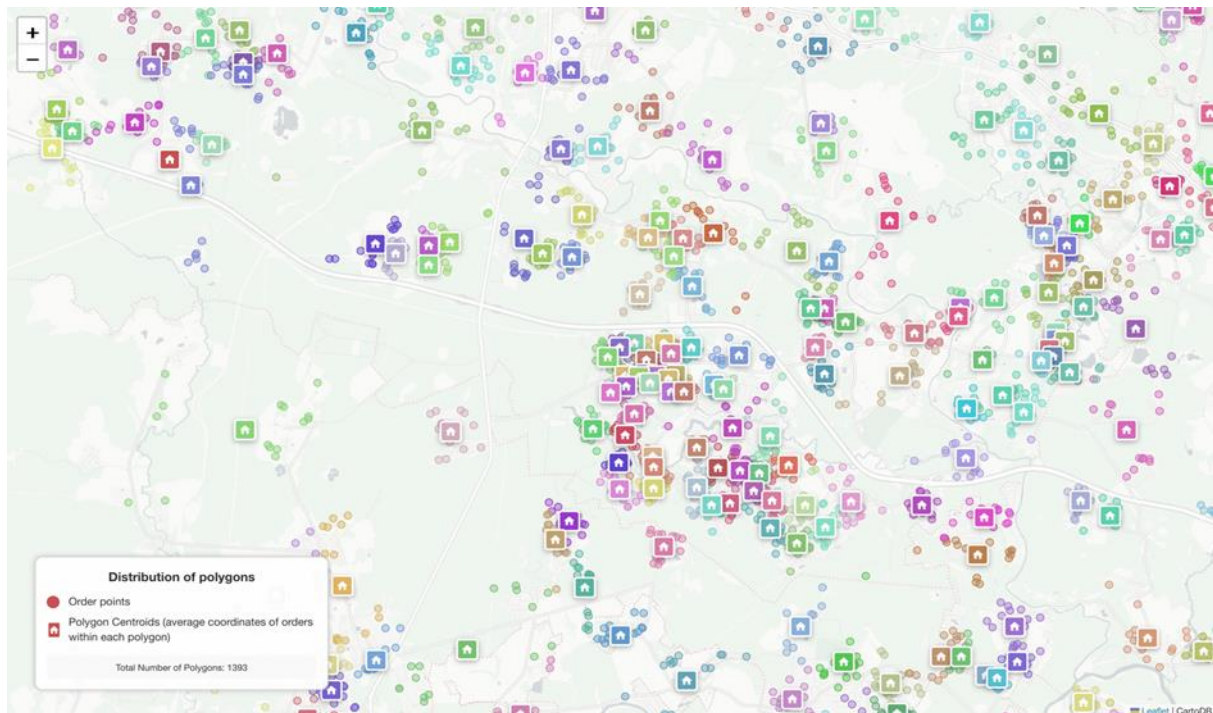 +
−
Distribution of polygons
Order points
Polygon Centroids (average coordinates of orders
within each polygon)
Total Number of Polygons: 1393
Leaflet | CartoDB